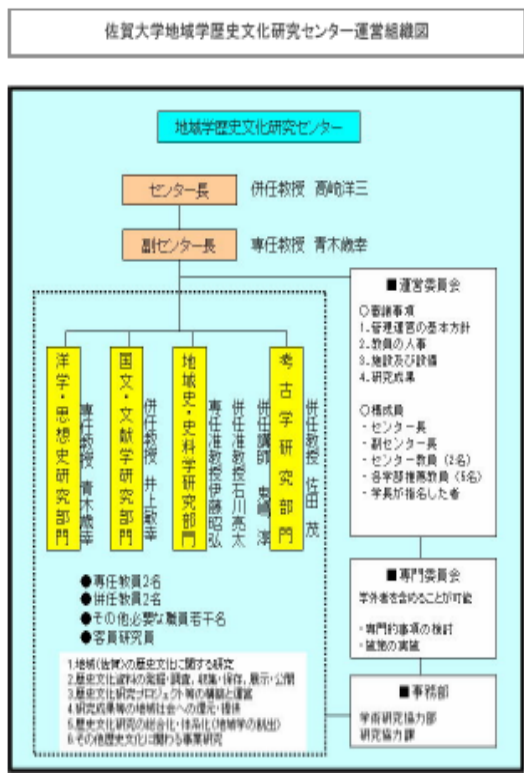 佐賀大学地域学歴史文化研究センター運営組織図
地域学歴史文化研究センター
センター長
併任教授 高﨑洋三
副センター長
専任教授 青木歳幸
■運営委員会
○審議事項
1.管理運営の基本方針
2.教員の人事
3.施設及び設備
4.研究成果
○構成員
・センター長
・副センター長
・センター教員(2名)
・各学部推薦教員(5名)
・学長が指名した者
洋学・思想史研究部門
専任教授 青木歳幸
国文・文献学研究部門
併任教授 井上敏幸
地域史・史料学研究部門
専任准教授伊藤昭弘
併任准教授石川亮太
併任講師 鬼嶋 淳
考古学研究部門
併任教授 佐田 茂
●専任教員2名
●併任教員2名
●その他必要な職員若干名
●客員研究員
1.地域(佐賀)の歴史文化に関する研究
2.歴史文化資料の発掘・調査,収集・保存,展示・公開
3.歴史文化研究プロジェクト等の構築と運営
4.研究成果等の地域社会への還元・提供
5.歴史文化研究の総合化・体系化(地域学の創出)
6.その他歴史文化に関わる事業研究
■専門委員会
学外者を含めることが可能
・専門的事項の検討
・施策の実施
■事務部
学術研究協力部
研究協力課